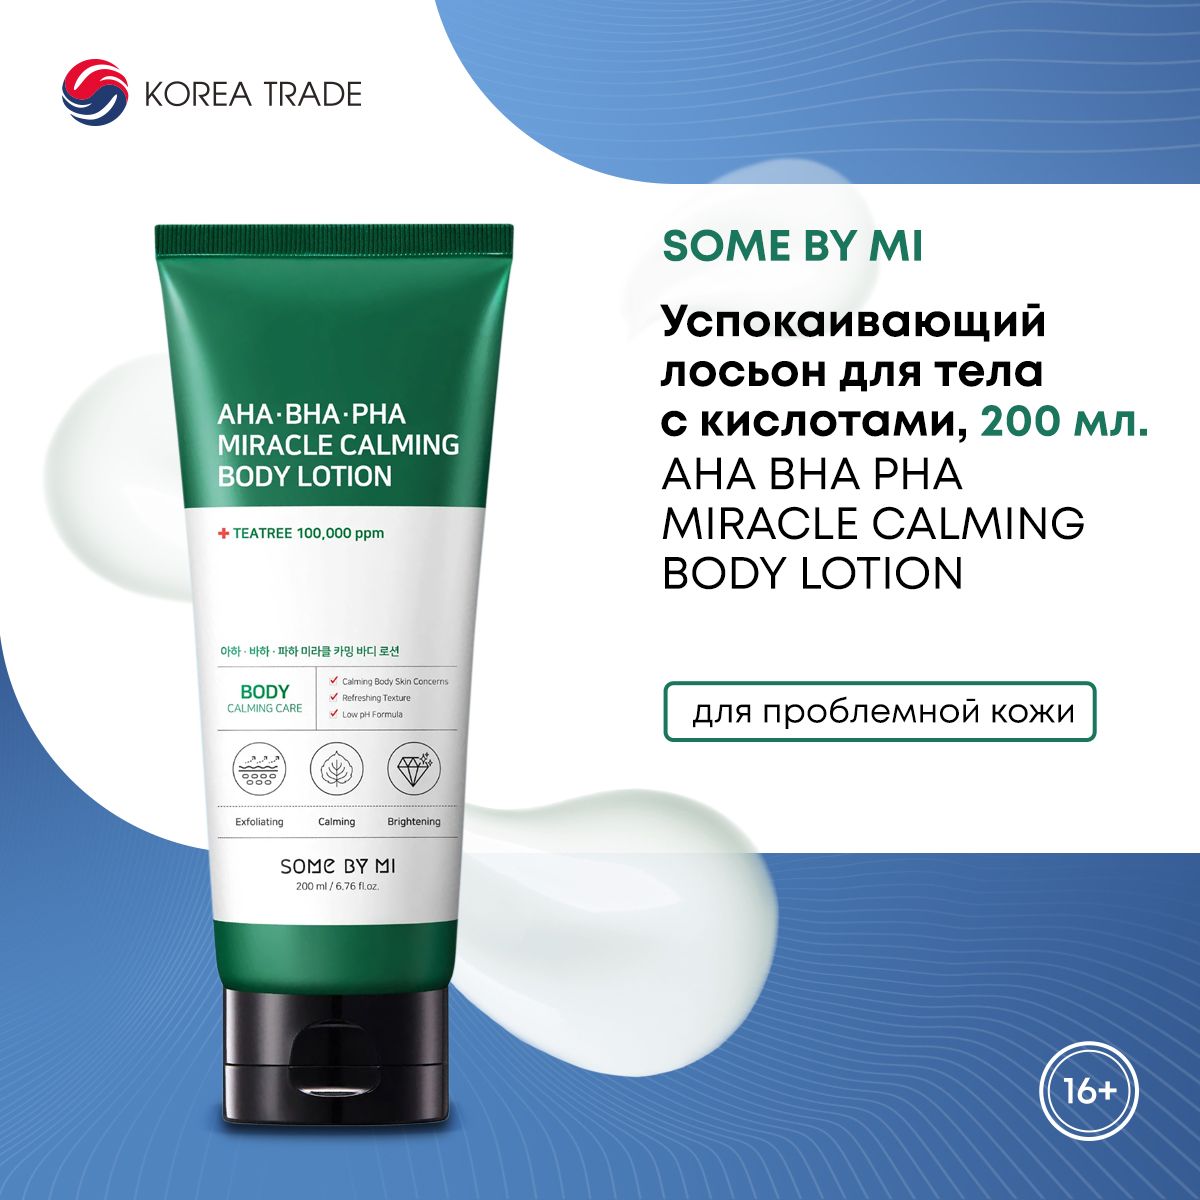 KOREA TRADE
SOME BY MI
Успокаивающий
лосьон для тела
с кислотами, 200 мл.
AHA BHA PHA
MIRACLE CALMING
BODY LOTION
для проблемной кожи
AHA·BHA·PHA
MIRACLE CALMING
BODY LOTION
+ TEATREE 100,000 ppm
아하 · 바하 · 파하 미라클 카밍 바디 로션
BODY
CALMING CARE
✓ Calming Body Skin Concerns
✓ Refreshing Texture
✓ Low pH Formula
Exfoliating Calming Brightening
SOME BY MI
200 ml / 6.76 fl.oz.
16+